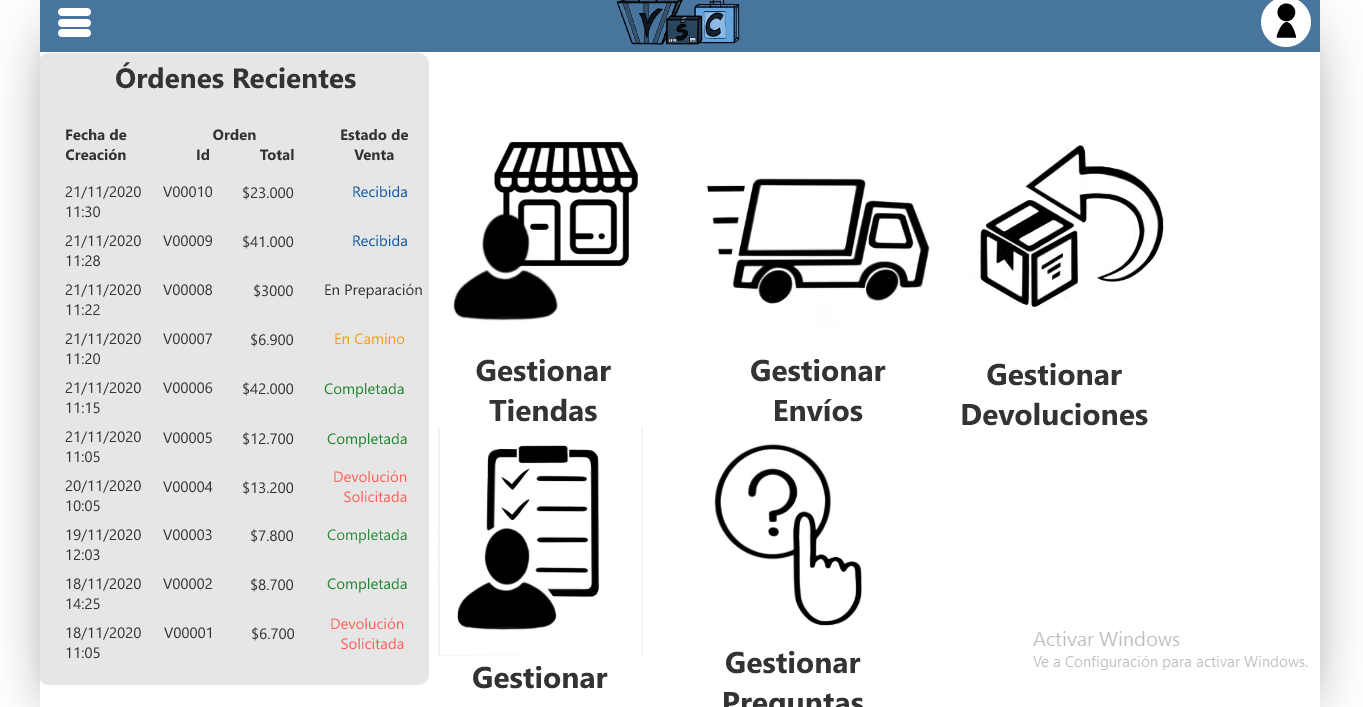 YSC
Órdenes Recientes
Fecha de Creación Orden Id Total Estado de Venta
21/11/2020 11:30 V00010 $23.000 Recibida
21/11/2020 11:28 V00009 $41.000 Recibida
21/11/2020 11:22 V00008 $3000 En Preparación
21/11/2020 11:20 V00007 $6.900 En Camino
21/11/2020 11:15 V00006 $42.000 Completada
21/11/2020 11:05 V00005 $12.700 Completada
20/11/2020 10:05 V00004 $13.200 Devolución Solicitada
19/11/2020 12:03 V00003 $7.800 Completada
18/11/2020 14:25 V00002 $8.700 Completada
18/11/2020 11:05 V00001 $6.700 Devolución Solicitada
Gestionar
Tiendas
Gestionar
Envíos
Gestionar
Devoluciones
?
Gestionar
Gestionar
Preguntas
Activar Windows
Ve a Configuración para activar Windows.